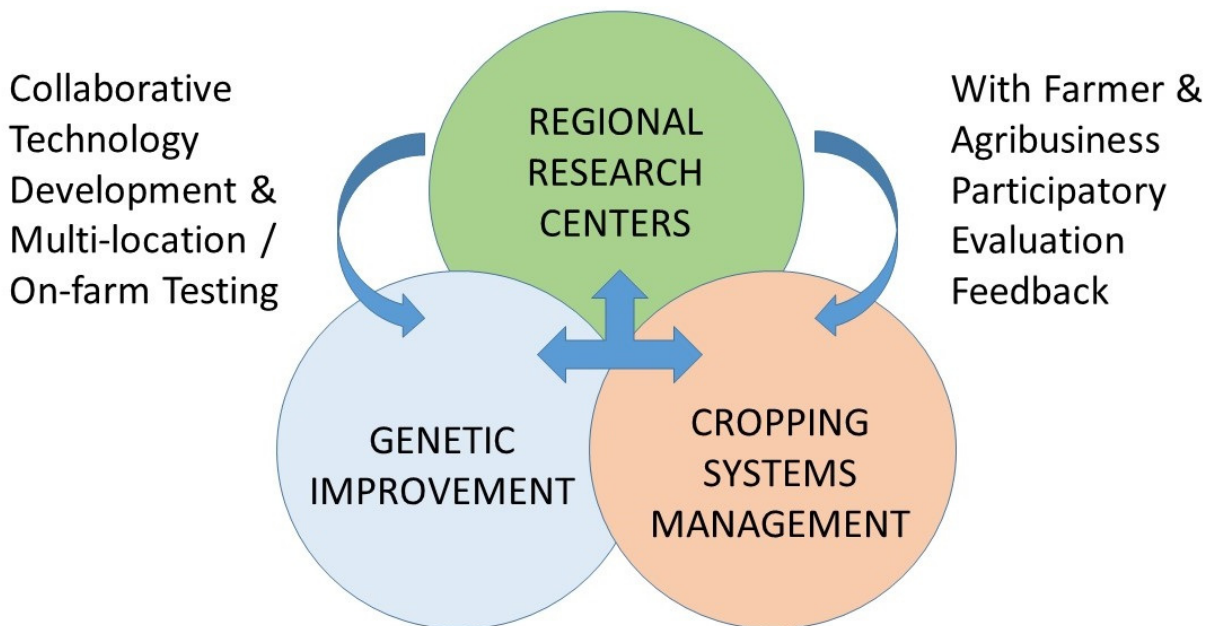 Collaborative
Technology
Development &
Multi-location /
On-farm Testing
REGIONAL
RESEARCH
CENTERS
With Farmer &
Agribusiness
Participatory
Evaluation
Feedback
GENETIC
IMPROVEMENT
CROPPING
SYSTEMS
MANAGEMENT